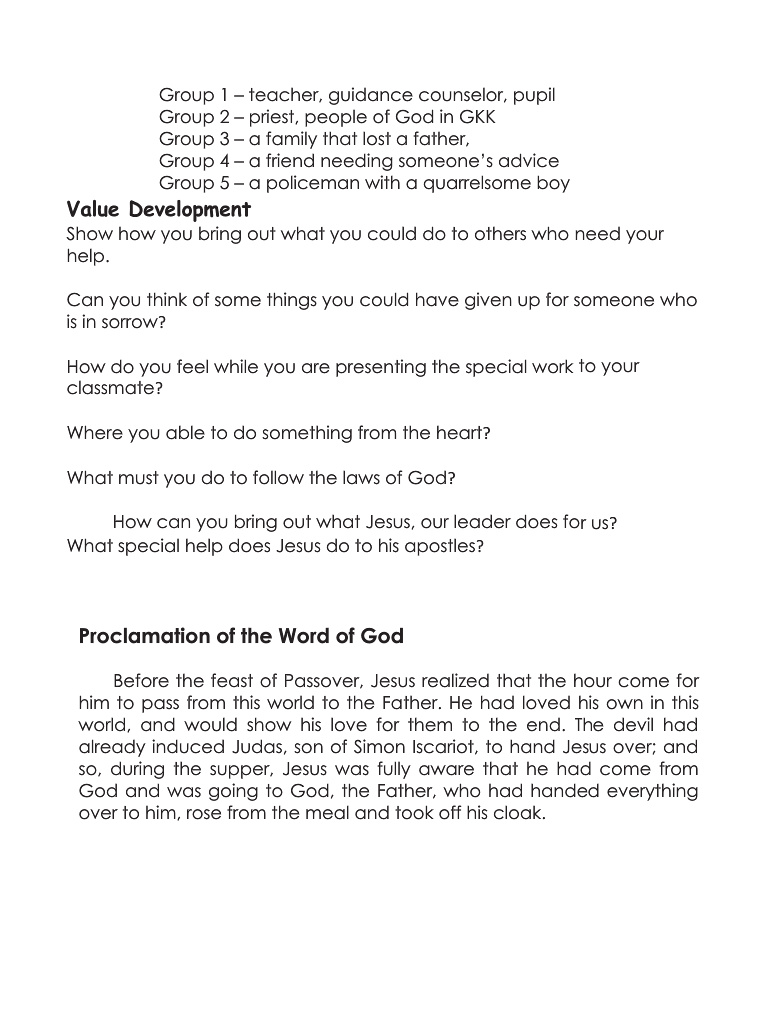 Group 1 – teacher, guidance counselor, pupil
Group 2 – priest, people of God in GKK
Group 3 – a family that lost a father,
Group 4 – a friend needing someone’s advice
Group 5 – a policeman with a quarrelsome boy
Value Development
Show how you bring out what you could do to others who need your
help.
Can you think of some things you could have given up for someone who
is in sorrow?
How do you feel while you are presenting the special work to your
classmate?
Where you able to do something from the heart?
What must you do to follow the laws of God?
How can you bring out what Jesus, our leader does for us?
What special help does Jesus do to his apostles?
Proclamation of the Word of God
Before the feast of Passover, Jesus realized that the hour come for
him to pass from this world to the Father. He had loved his own in this
world, and would show his love for them to the end. The devil had
already induced Judas, son of Simon Iscariot, to hand Jesus over; and
so, during the supper, Jesus was fully aware that he had come from
God and was going to God, the Father, who had handed everything
over to him, rose from the meal and took off his cloak.